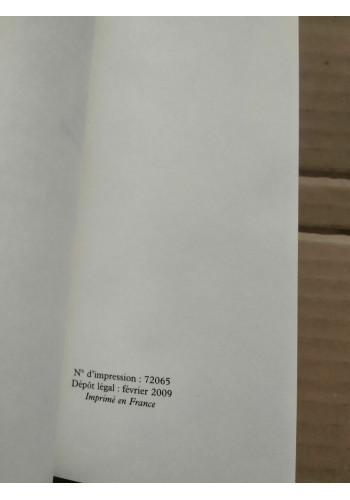 N° d'impression : 72065
Dépôt légal : février 2009
Imprimé en France